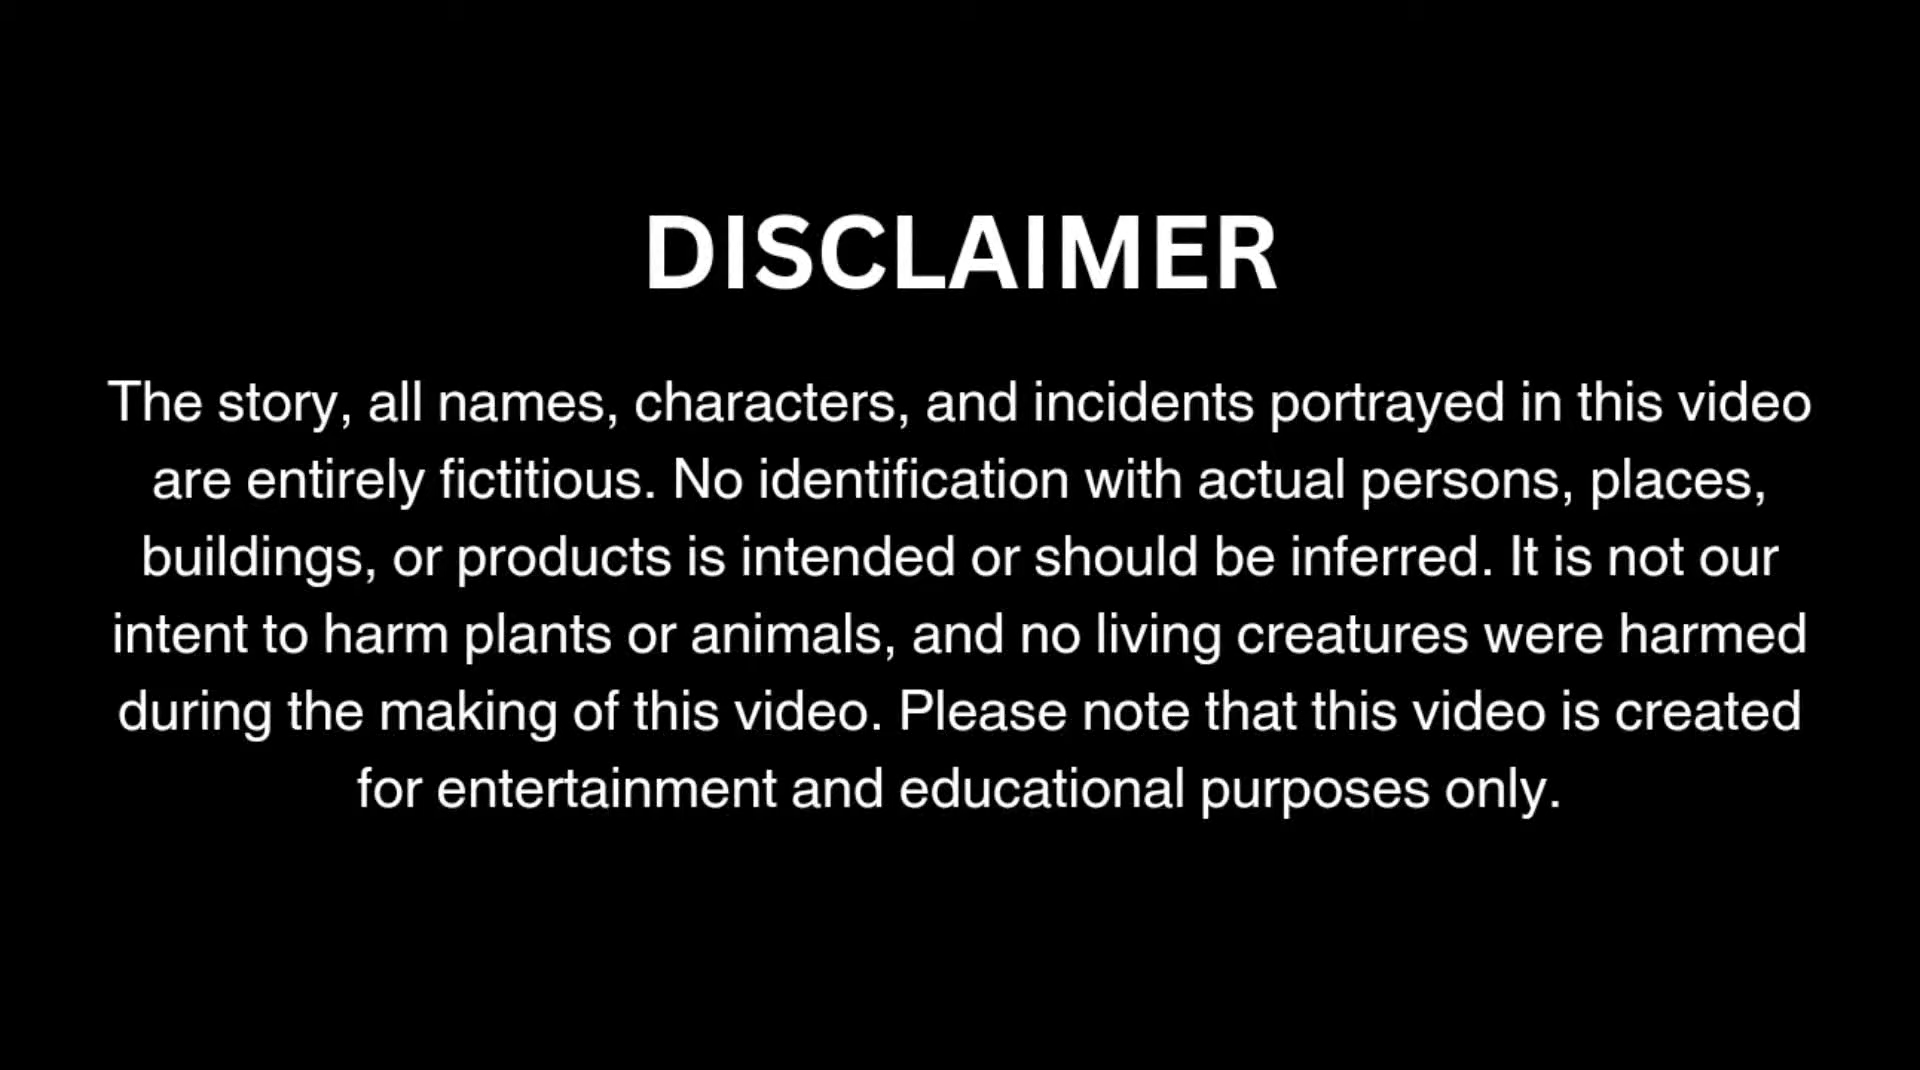 DISCLAIMER
The story, all names, characters, and incidents portrayed in this video
are entirely fictitious. No identification with actual persons, places,
buildings, or products is intended or should be inferred. It is not our
intent to harm plants or animals, and no living creatures were harmed
during the making of this video. Please note that this video is created
for entertainment and educational purposes only.